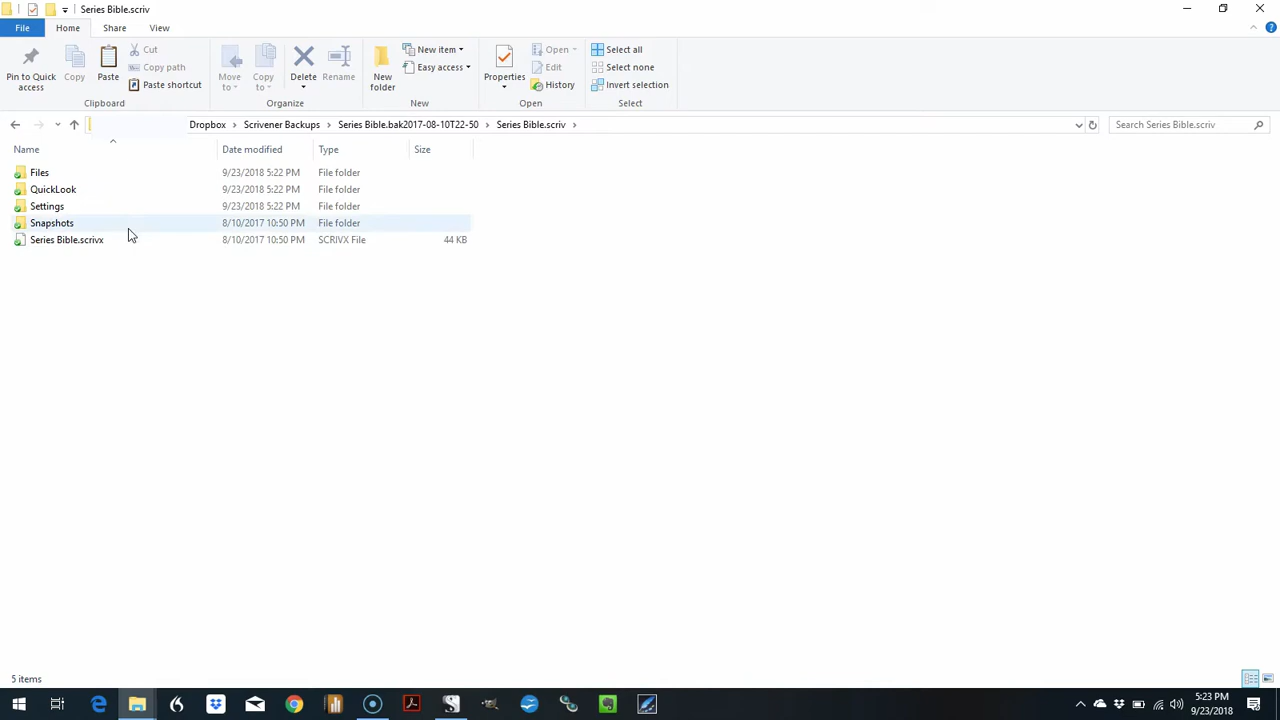 Series Bible.scriv
File Home Share View
Pin to Quick access
Copy
Paste
Cut
Copy path
Paste shortcut
Clipboard
Move to
Copy to
Delete
Rename
Organize
New folder
New item
Easy access
New
Properties
Open
Edit
History
Open
Select all
Select none
Invert selection
Select
Dropbox > Scrivener Backups > Series Bible.bak2017-08-10T22-50 > Series Bible.scriv >
Search Series Bible.scriv
Name Date modified Type Size
Files 9/23/2018 5:22 PM File folder
QuickLook 9/23/2018 5:22 PM File folder
Settings 9/23/2018 5:22 PM File folder
Snapshots 8/10/2017 10:50 PM File folder
Series Bible.scrivx 8/10/2017 10:50 PM SCRIVX File 44 KB
5 items
5:23 PM
9/23/2018